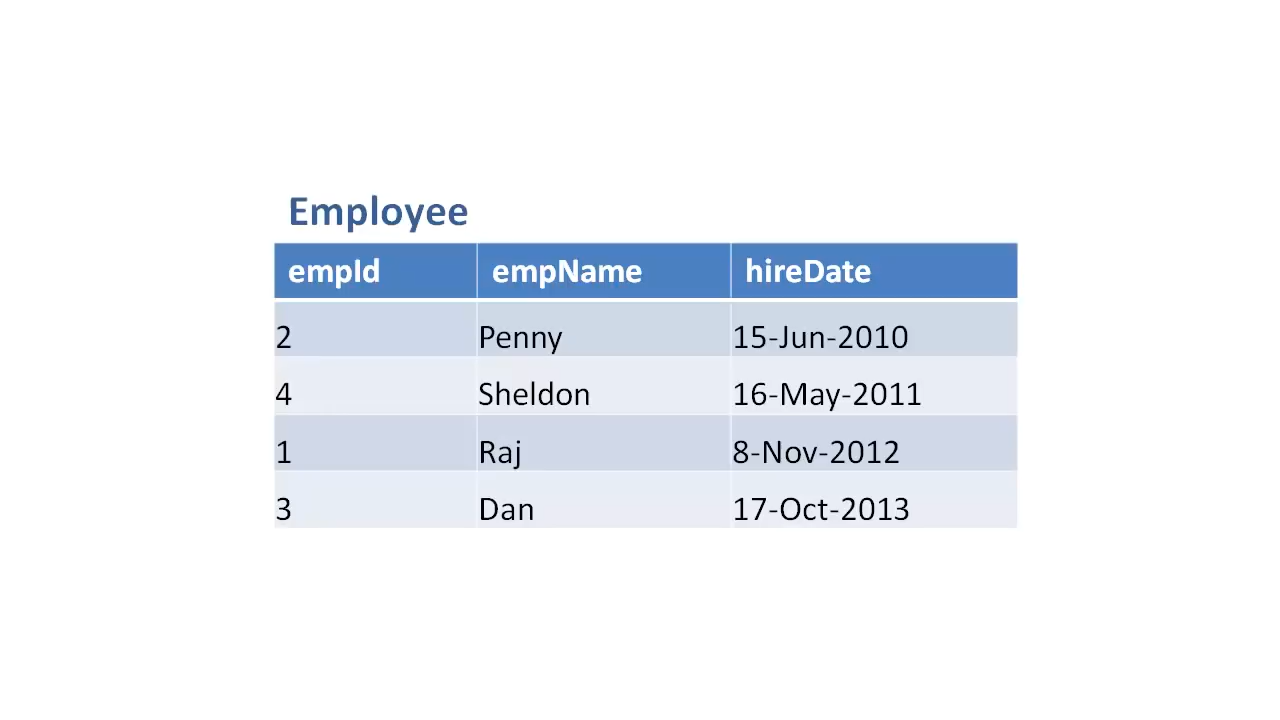 Employee
empId empName hireDate
2 Penny 15-Jun-2010
4 Sheldon 16-May-2011
1 Raj 8-Nov-2012
3 Dan 17-Oct-2013